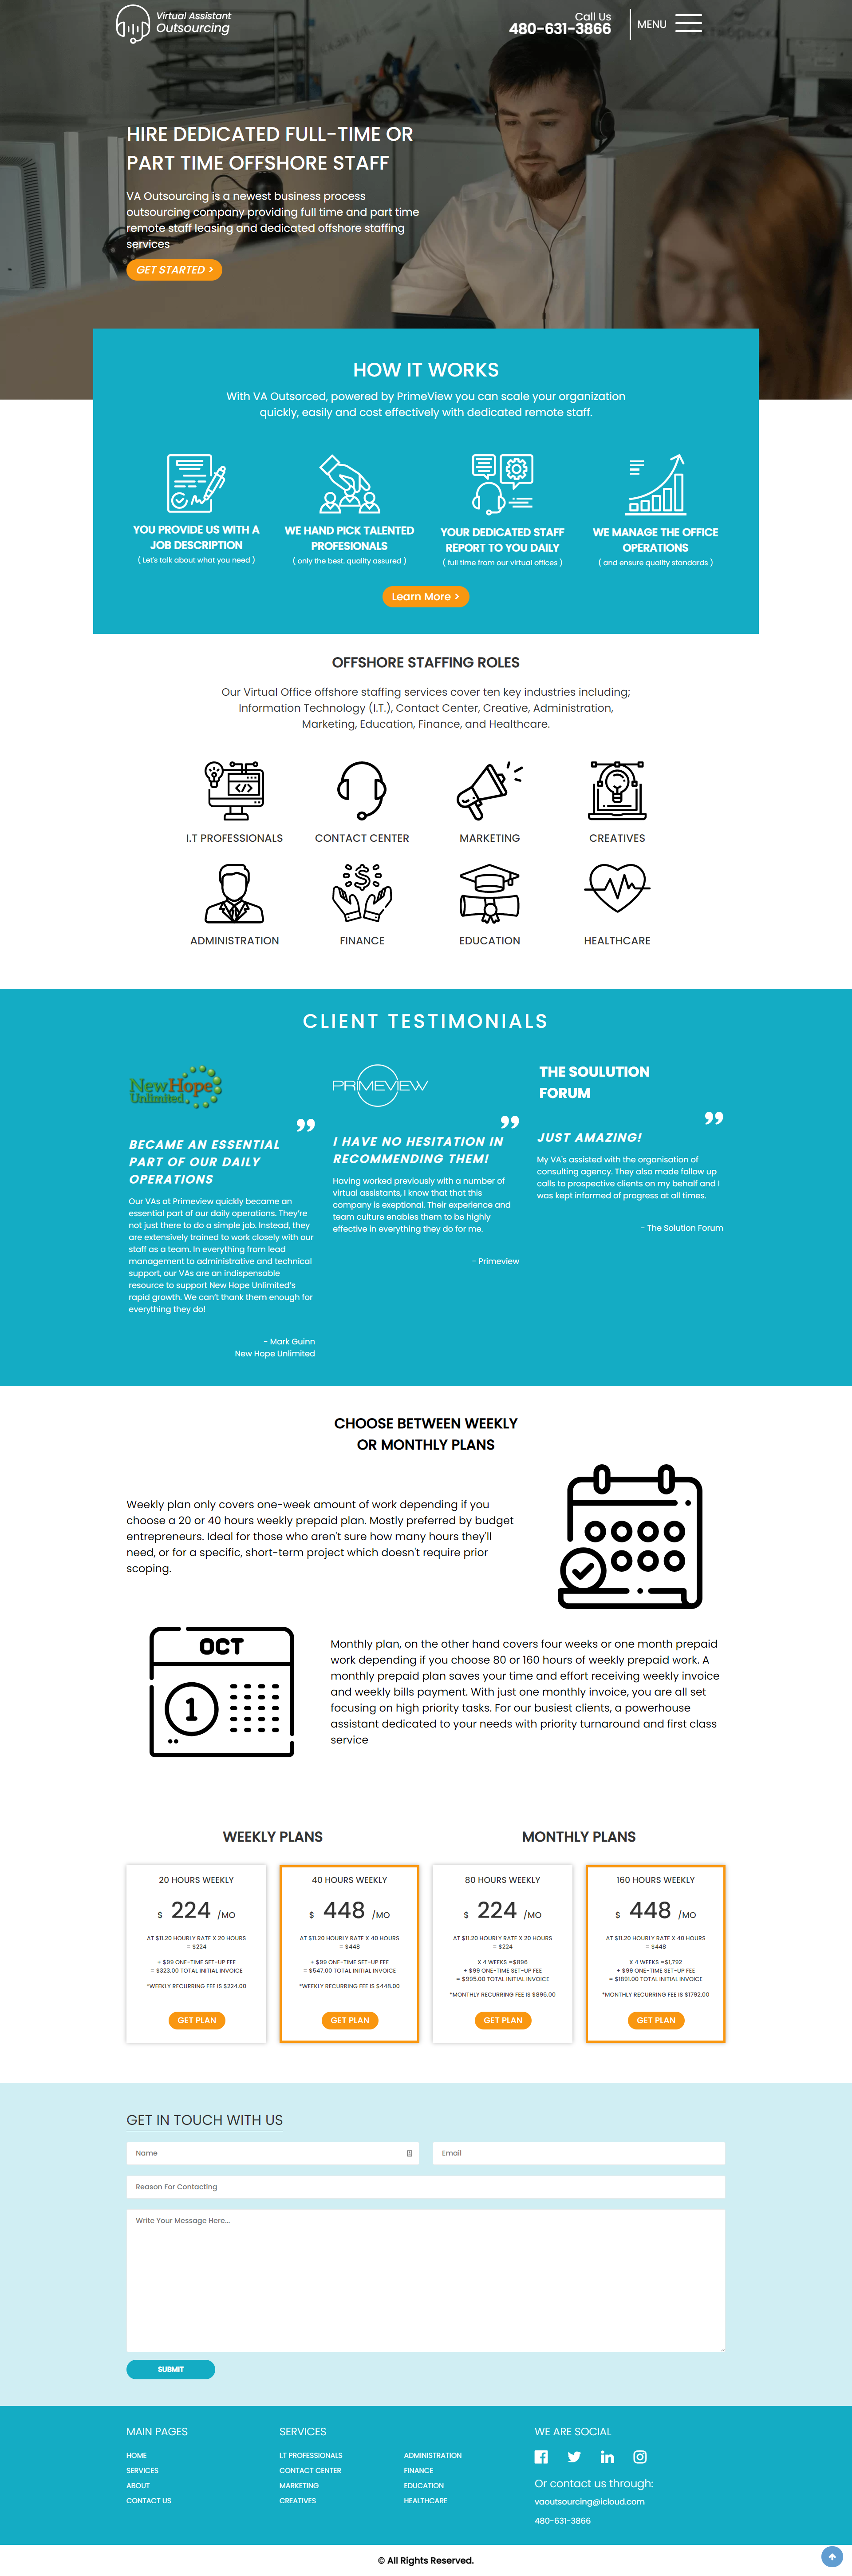 Virtual Assistant
Outsourcing
Call Us
480-631-3866
MENU
HIRE DEDICATED FULL-TIME OR
PART TIME OFFSHORE STAFF
VA Outsourcing is a newest business process
outsourcing company providing full time and part time
remote staff leasing and dedicated offshore staffing
services
GET STARTED >
HOW IT WORKS
With VA Outsorced, powered by PrimeView you can scale your organization
quickly, easily and cost effectively with dedicated remote staff.
YOU PROVIDE US WITH A
JOB DESCRIPTION
( Let's talk about what you need )
WE HAND PICK TALENTED
PROFESIONALS
( only the best. quality assured )
YOUR DEDICATED STAFF
REPORT TO YOU DAILY
( full time from our virtual offices )
WE MANAGE THE OFFICE
OPERATIONS
( and ensure quality standards )
Learn More >
OFFSHORE STAFFING ROLES
Our Virtual Office offshore staffing services cover ten key industries including;
Information Technology (I.T.), Contact Center, Creative, Administration,
Marketing, Education, Finance, and Healthcare.
I.T PROFESSIONALS
CONTACT CENTER
MARKETING
CREATIVES
ADMINISTRATION
FINANCE
EDUCATION
HEALTHCARE
CLIENT TESTIMONIALS
NewHope
Unlimited
BECAME AN ESSENTIAL
PART OF OUR DAILY
OPERATIONS
Our VAs at Primeview quickly became an
essential part of our daily operations. They're
not just there to do a simple job. Instead, they
are extensively trained to work closely with our
staff as a team. In everything from lead
management to administrative and technical
support, our VAs are an indispensable
resource to support New Hope Unlimited's
rapid growth. We can't thank them enough for
everything they do!
- Mark Guinn
New Hope Unlimited
PRIMEVIEW
I HAVE NO HESITATION IN
RECOMMENDING THEM!
Having worked previously with a number of
virtual assistants, I know that that this
company is exeptional. Their experience and
team culture enables them to be highly
effective in everything they do for me.
- Primeview
THE SOULUTION
FORUM
JUST AMAZING!
My VA's assisted with the organisation of
consulting agency. They also made follow up
calls to prospective clients on my behalf and I
was kept informed of progress at all times.
- The Solution Forum
CHOOSE BETWEEN WEEKLY
OR MONTHLY PLANS
Weekly plan only covers one-week amount of work depending if you
choose a 20 or 40 hours weekly prepaid plan. Mostly preferred by budget
entrepreneurs. Ideal for those who aren't sure how many hours they'll
need, or for a specific, short-term project which doesn't require prior
scoping.
OCT
1
Monthly plan, on the other hand covers four weeks or one month prepaid
work depending if you choose 80 or 160 hours of weekly prepaid work. A
monthly prepaid plan saves your time and effort receiving weekly invoice
and weekly bills payment. With just one monthly invoice, you are all set
focusing on high priority tasks. For our busiest clients, a powerhouse
assistant dedicated to your needs with priority turnaround and first class
service
WEEKLY PLANS
MONTHLY PLANS
20 HOURS WEEKLY
$ 224 /MO
AT $11.20 HOURLY RATE X 20 HOURS
= $224
+ $99 ONE-TIME SET-UP FEE
= $323.00 TOTAL INITIAL INVOICE
*WEEKLY RECURRING FEE IS $224.00
GET PLAN
40 HOURS WEEKLY
$ 448 /MO
AT $11.20 HOURLY RATE X 40 HOURS
= $448
+ $99 ONE-TIME SET-UP FEE
= $547.00 TOTAL INITIAL INVOICE
*WEEKLY RECURRING FEE IS $448.00
GET PLAN
80 HOURS WEEKLY
$ 224 /MO
AT $11.20 HOURLY RATE X 20 HOURS
= $224
X 4 WEEKS =$896
+ $99 ONE-TIME SET-UP FEE
= $995.00 TOTAL INITIAL INVOICE
*MONTHLY RECURRING FEE IS $896.00
GET PLAN
160 HOURS WEEKLY
$ 448 /MO
AT $11.20 HOURLY RATE X 40 HOURS
= $448
X 4 WEEKS =$1,792
+ $99 ONE-TIME SET-UP FEE
= $1891.00 TOTAL INITIAL INVOICE
*MONTHLY RECURRING FEE IS $1792.00
GET PLAN
GET IN TOUCH WITH US
Name
Email
Reason For Contacting
Write Your Message Here...
SUBMIT
MAIN PAGES
HOME
SERVICES
ABOUT
CONTACT US
SERVICES
I.T PROFESSIONALS
CONTACT CENTER
MARKETING
CREATIVES
ADMINISTRATION
FINANCE
EDUCATION
HEALTHCARE
WE ARE SOCIAL
Or contact us through:
vaoutsourcing@icloud.com
480-631-3866
© All Rights Reserved.